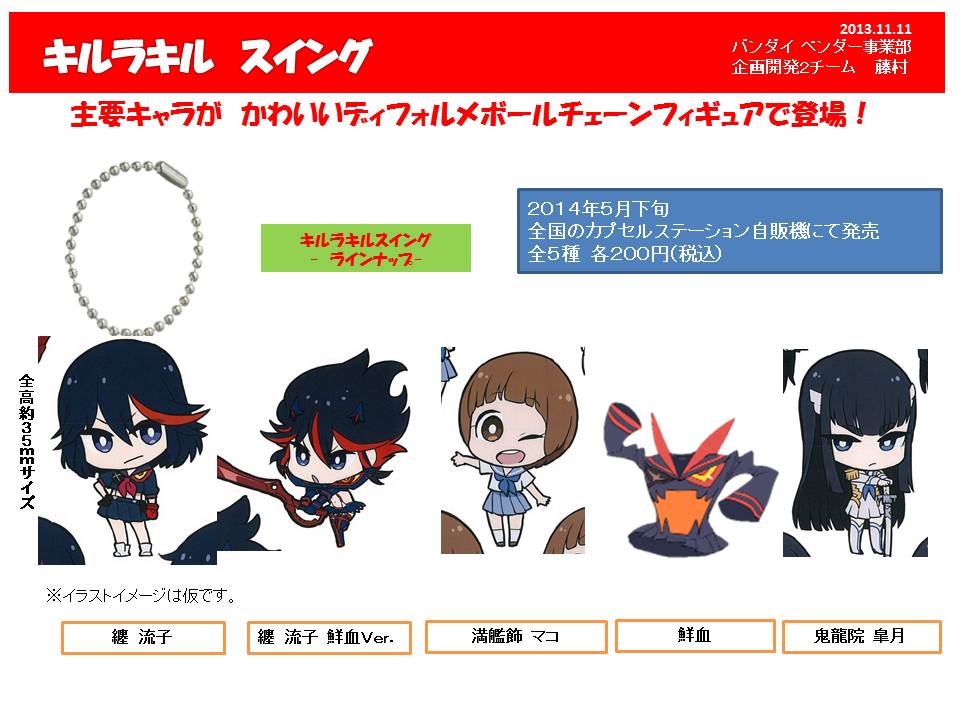 キルラキル スイング
2013.11.11
バンダイ ベンダー事業部
企画開発2チーム 藤村
主要キャラが かわいいディフォルメボールチェーンフィギュアで登場！
キルラキルスイング
- ラインナップ-
２０１４年５月下旬
全国のカプセルステーション自販機にて発売
全５種 各２００円（税込）
全高約３５ｍｍサイズ
※イラストイメージは仮です。
纏 流子
纏 流子 鮮血Ver.
満艦飾 マコ
鮮血
鬼龍院 皐月